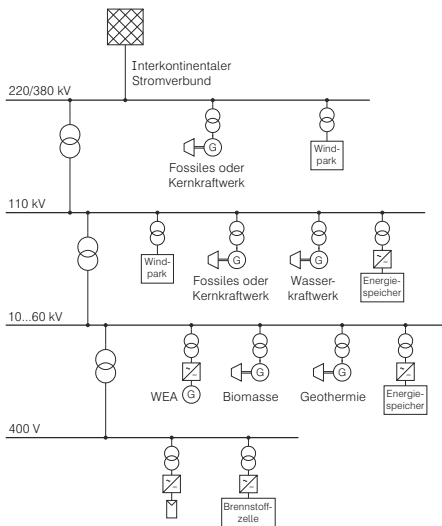 Interkontinentaler
Stromverbund
220/380 kV
G
Fossiles oder
Kernkraftwerk
Wind-
park
110 kV
Wind-
park
G
Fossiles oder
Kernkraftwerk
G
Wasser-
kraftwerk
~
Energie-
speicher
10...60 kV
~
G
WEA
G
Biomasse
G
Geothermie
~
Energie-
speicher
400 V
~
~
Brennstoff-
zelle